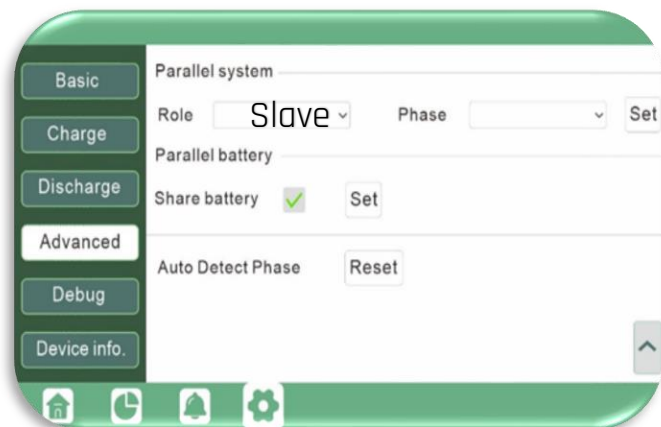 Basic
Charge
Discharge
Advanced
Debug
Device info.
Parallel system
Role Slave Phase Set
Parallel battery
Share battery Set
Auto Detect Phase Reset